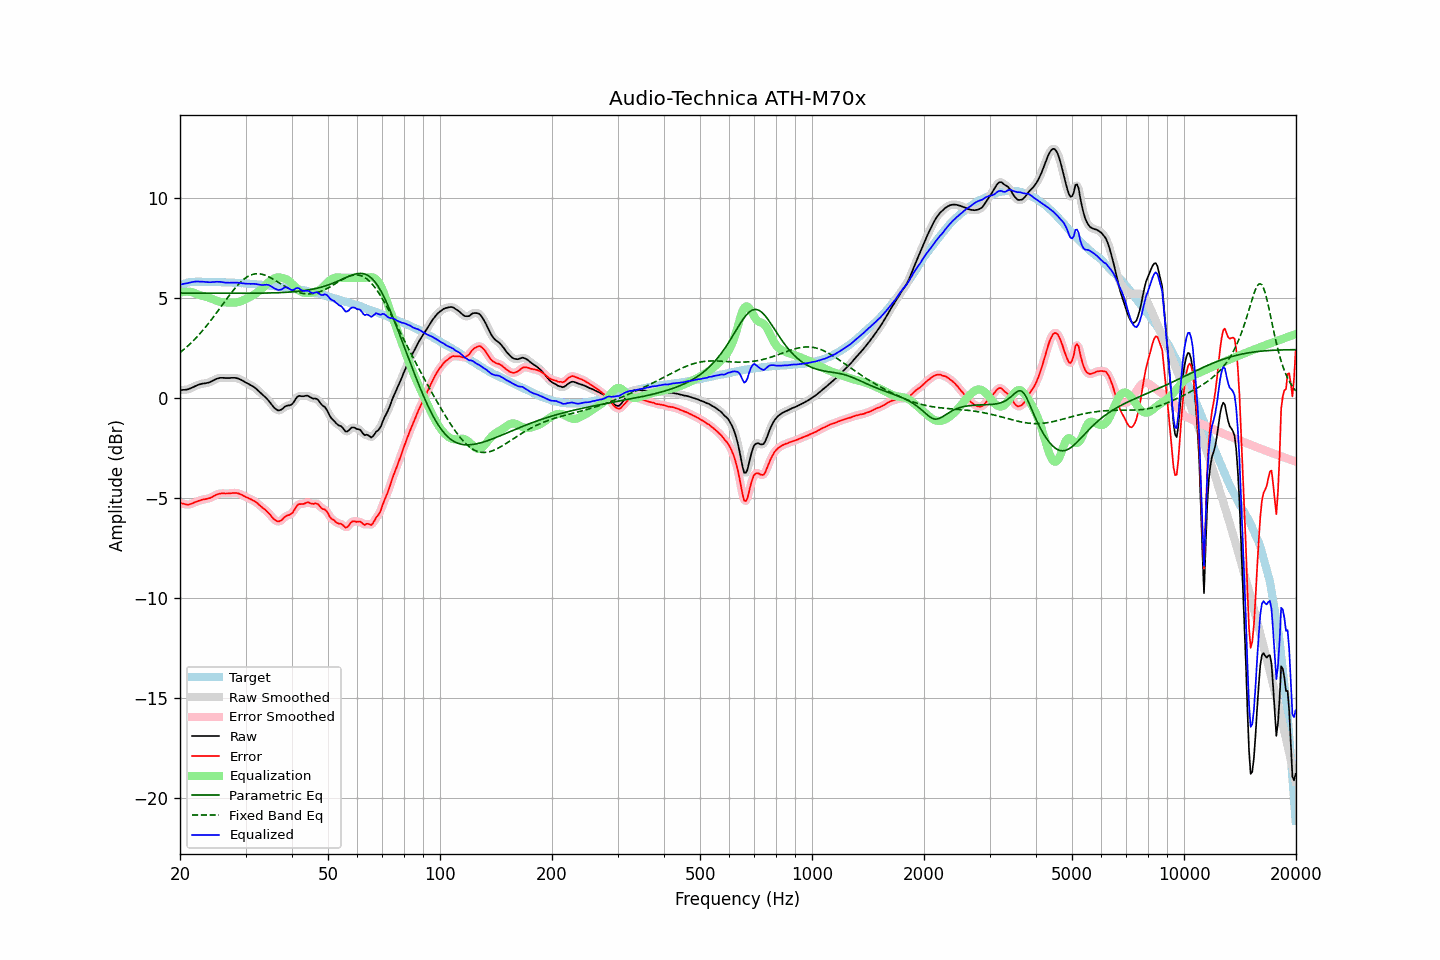 Audio-Technica ATH-M70x
Amplitude (dBr)
10
5
0
−5
−10
−15
−20
Target
Raw Smoothed
Error Smoothed
Raw
Error
Equalization
Parametric Eq
Fixed Band Eq
Equalized
20 50 100 200 500 1000 2000 5000 10000 20000
Frequency (Hz)